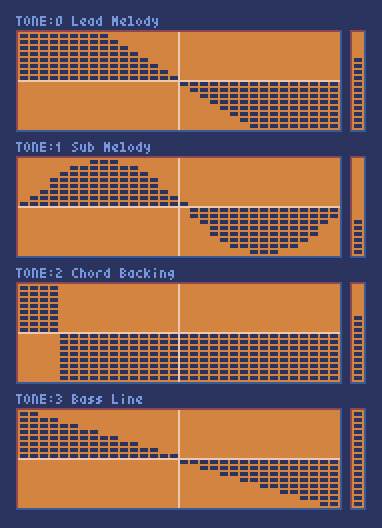 TONE:0 Lead Melody
TONE:1 Sub Melody
TONE:2 Chord Backing
TONE:3 Bass Line